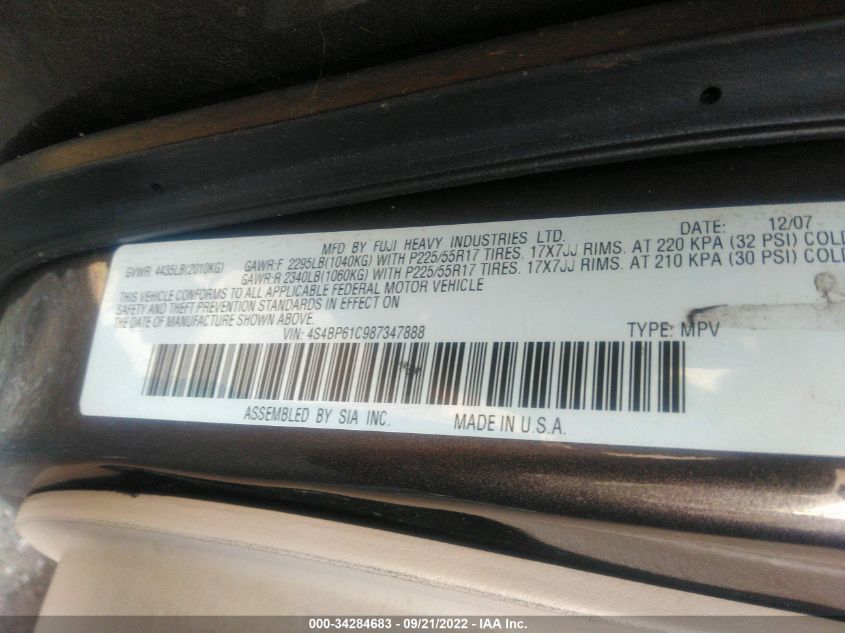 MFD BY FUJI HEAVY INDUSTRIES LTD. DATE: 12/07
GVWR: 4435LB(2010KG) GAWR:F 2295LB(1040KG) WITH P225/55R17 TIRES. 17X7JJ RIMS. AT 220 KPA (32 PSI) COLD
GAWR:R 2340LB(1060KG) WITH P225/55R17 TIRES. 17X7JJ RIMS. AT 210 KPA (30 PSI) COLD
THIS VEHICLE CONFORMS TO ALL APPLICABLE FEDERAL MOTOR VEHICLE
SAFETY AND THEFT PREVENTION STANDARDS IN EFFECT ON
THE DATE OF MANUFACTURE SHOWN ABOVE.
VIN: 4S4BP61C987347888 TYPE: MPV
ASSEMBLED BY SIA INC. MADE IN U.S.A.
000-34284683 - 09/21/2022 - IAA Inc.